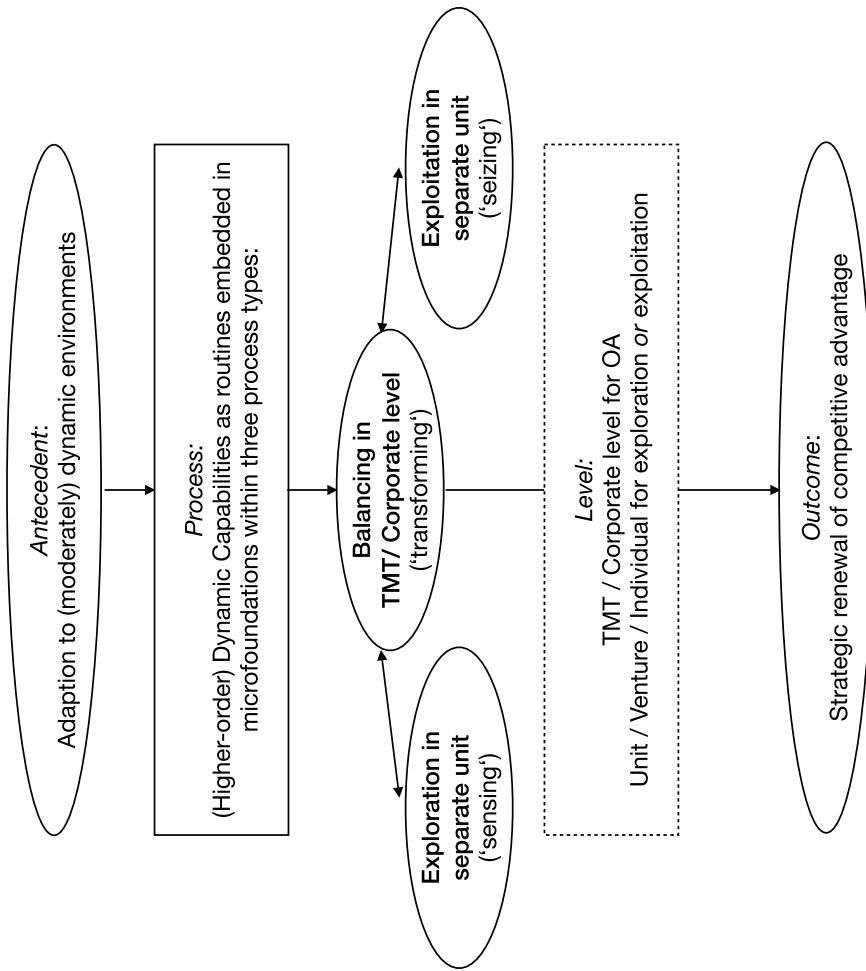 Antecedent:
Adaption to (moderately) dynamic environments
Process:
(Higher-order) Dynamic Capabilities as routines embedded in
microfoundations within three process types:
Exploration in
separate unit
(‘sensing‘)
Balancing in
TMT/ Corporate level
(‘transforming‘)
Exploitation in
separate unit
(‘seizing‘)
Level:
TMT / Corporate level for OA
Unit / Venture / Individual for exploration or exploitation
Outcome:
Strategic renewal of competitive advantage